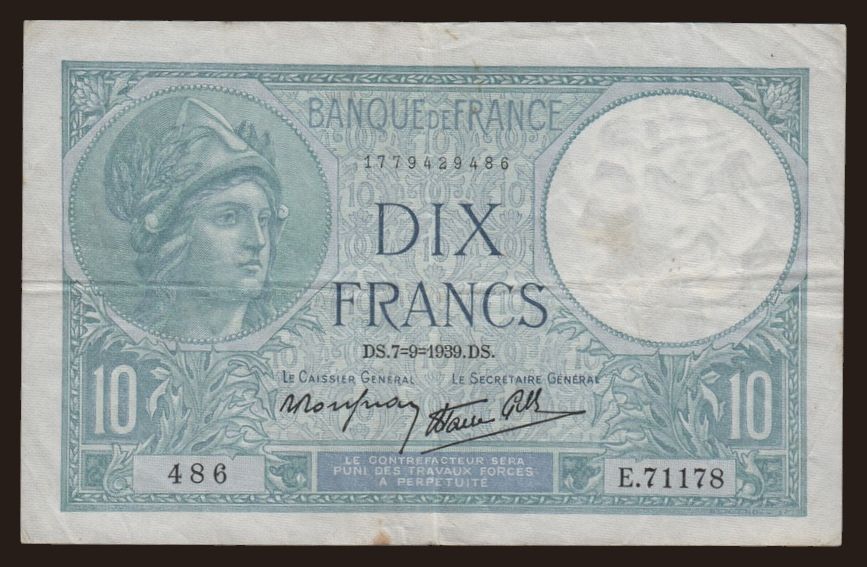 BANQUE DE FRANCE
1779429486
DIX
FRANCS
DS.7=9=1939.DS.
LE CAISSIER GÉNÉRAL LE SECRÉTAIRE GÉNÉRAL
10 10
LE CONTREFACTEUR SERA
PUNI DES TRAVAUX FORCÉS
À PERPÉTUITÉ
486 E.71178